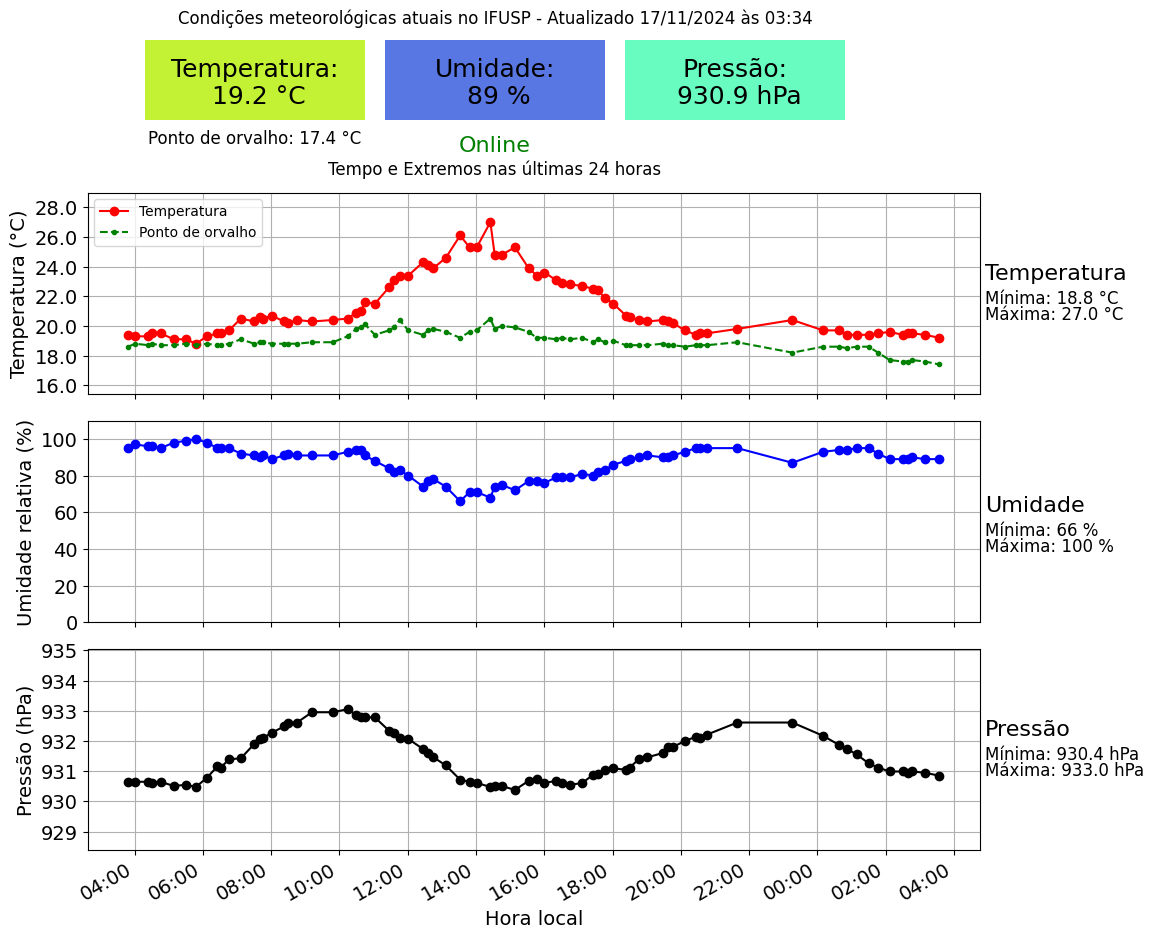 Condições meteorológicas atuais no IFUSP - Atualizado 17/11/2024 às 03:34
Temperatura:
19.2 °C
Umidade:
89 %
Pressão:
930.9 hPa
Ponto de orvalho: 17.4 °C
Online
Tempo e Extremos nas últimas 24 horas
Temperatura (°C)
28.0
26.0
24.0
22.0
20.0
18.0
16.0
Temperatura
Ponto de orvalho
Temperatura
Mínima: 18.8 °C
Máxima: 27.0 °C
Umidade relativa (%)
100
80
60
40
20
0
Umidade
Mínima: 66 %
Máxima: 100 %
Pressão (hPa)
935
934
933
932
931
930
929
Pressão
Mínima: 930.4 hPa
Máxima: 933.0 hPa
04:00 06:00 08:00 10:00 12:00 14:00 16:00 18:00 20:00 22:00 00:00 02:00 04:00
Hora local